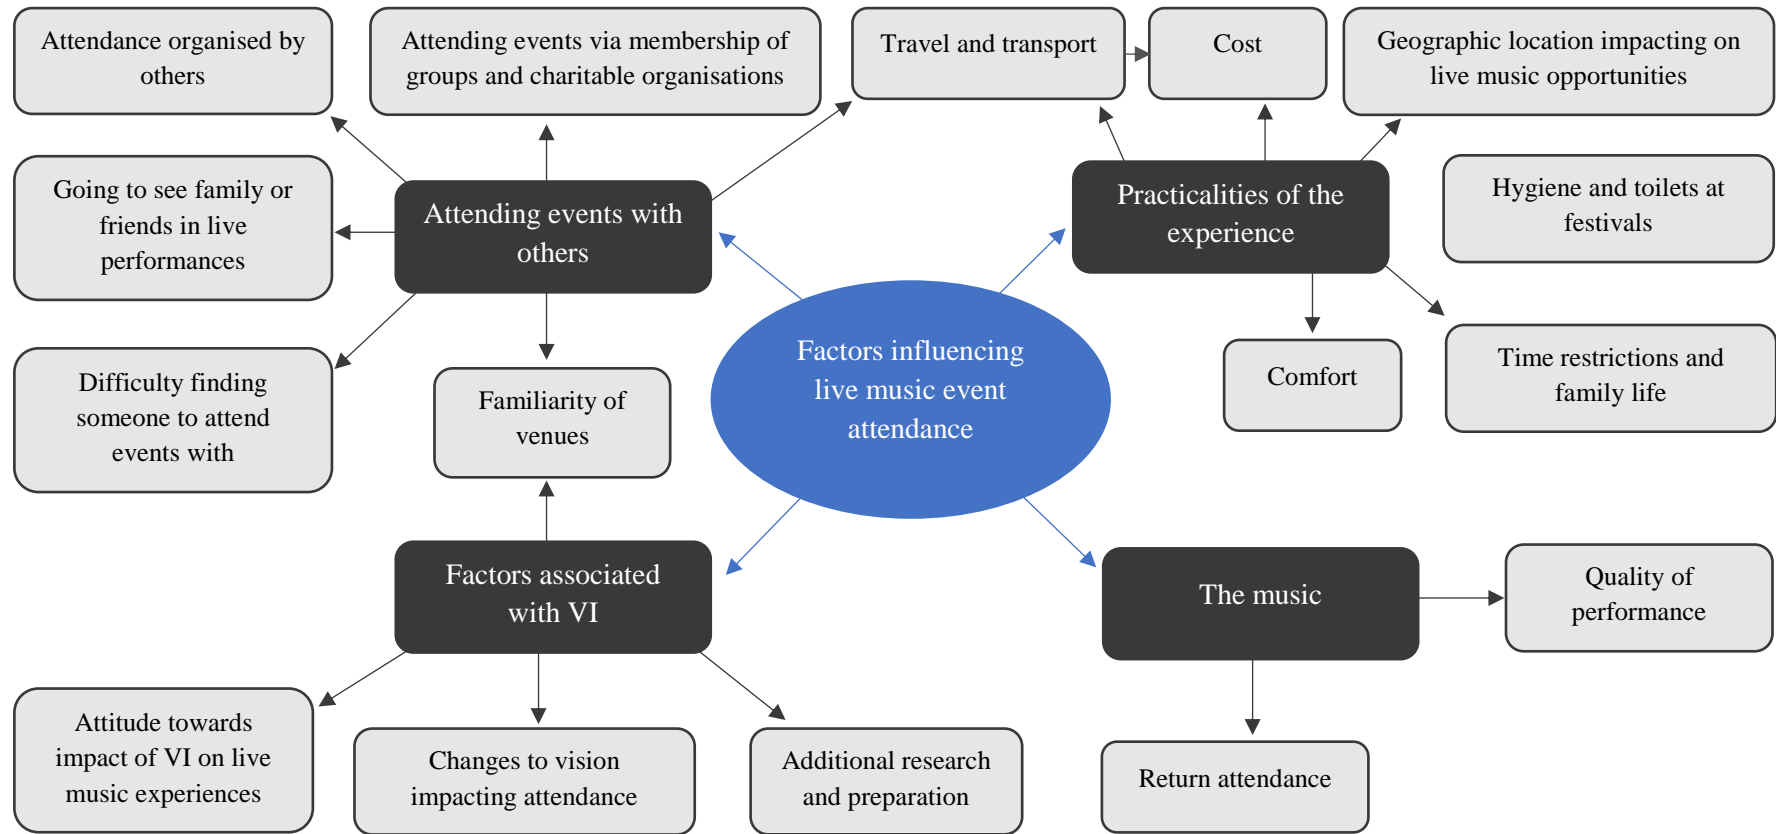 Attendance organised by
others
Attending events via membership of
groups and charitable organisations
Travel and transport
Cost
Geographic location impacting on
live music opportunities
Going to see family or
friends in live
performances
Attending events with
others
Practicalities of the
experience
Hygiene and toilets at
festivals
Difficulty finding
someone to attend
events with
Familiarity of
venues
Factors influencing
live music event
attendance
Comfort
Time restrictions and
family life
Factors associated
with VI
The music
Quality of
performance
Attitude towards
impact of VI on live
music experiences
Changes to vision
impacting attendance
Additional research
and preparation
Return attendance